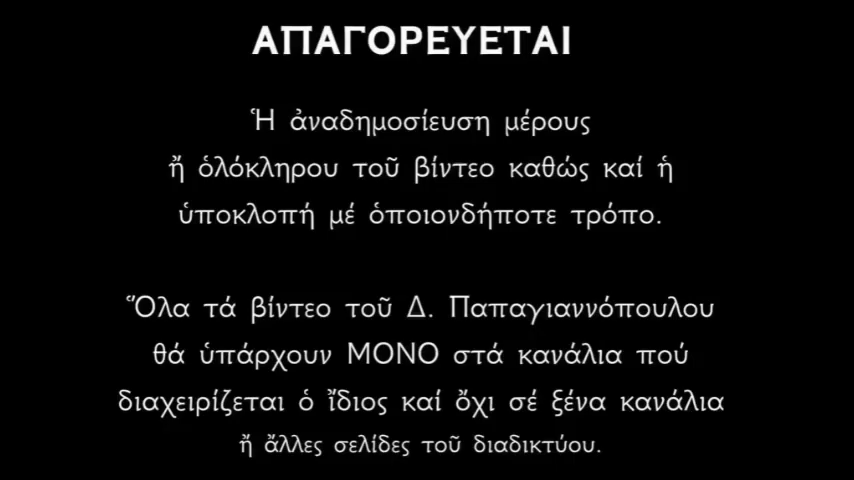 ΑΠΑΓΟΡΕΥΕΤΑΙ
Ἡ ἀναδημοσίευση μέρους
ἤ ὁλόκληρου τοῦ βίντεο καθώς καί ἡ
ὑποκλοπή μέ ὁποιονδήποτε τρόπο.
Ὅλα τά βίντεο τοῦ Δ. Παπαγιαννόπουλου
θά ὑπάρχουν ΜΟΝΟ στά κανάλια πού
διαχειρίζεται ὁ ἴδιος καί ὄχι σέ ξένα κανάλια
ἤ ἄλλες σελίδες τοῦ διαδικτύου.